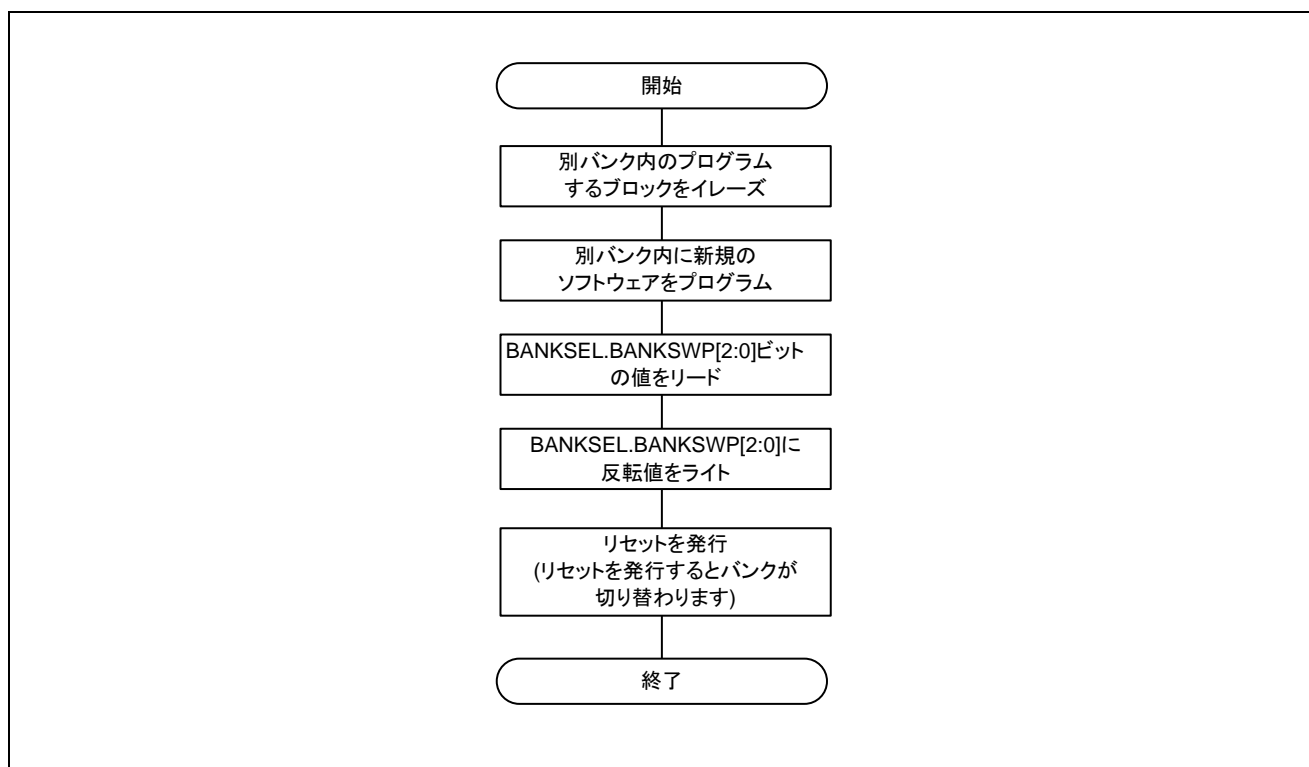 開始
別バンク内のプログラム
するブロックをイレーズ
別バンク内に新規の
ソフトウェアをプログラム
BANKSEL.BANKSWP[2:0]ビット
の値をリード
BANKSEL.BANKSWP[2:0]に
反転値をライト
リセットを発行
(リセットを発行するとバンクが
切り替わります)
終了